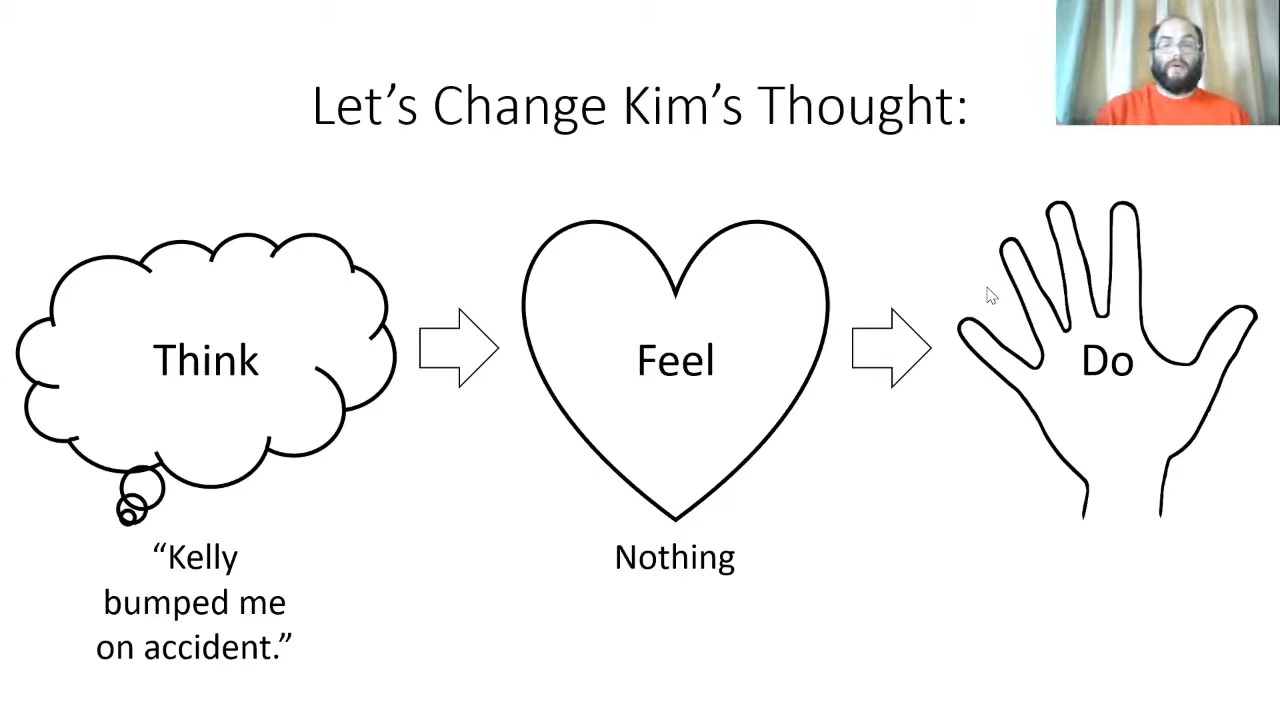 Let’s Change Kim’s Thought:
Think
Feel
Do
“Kelly
bumped me
on accident.”
Nothing